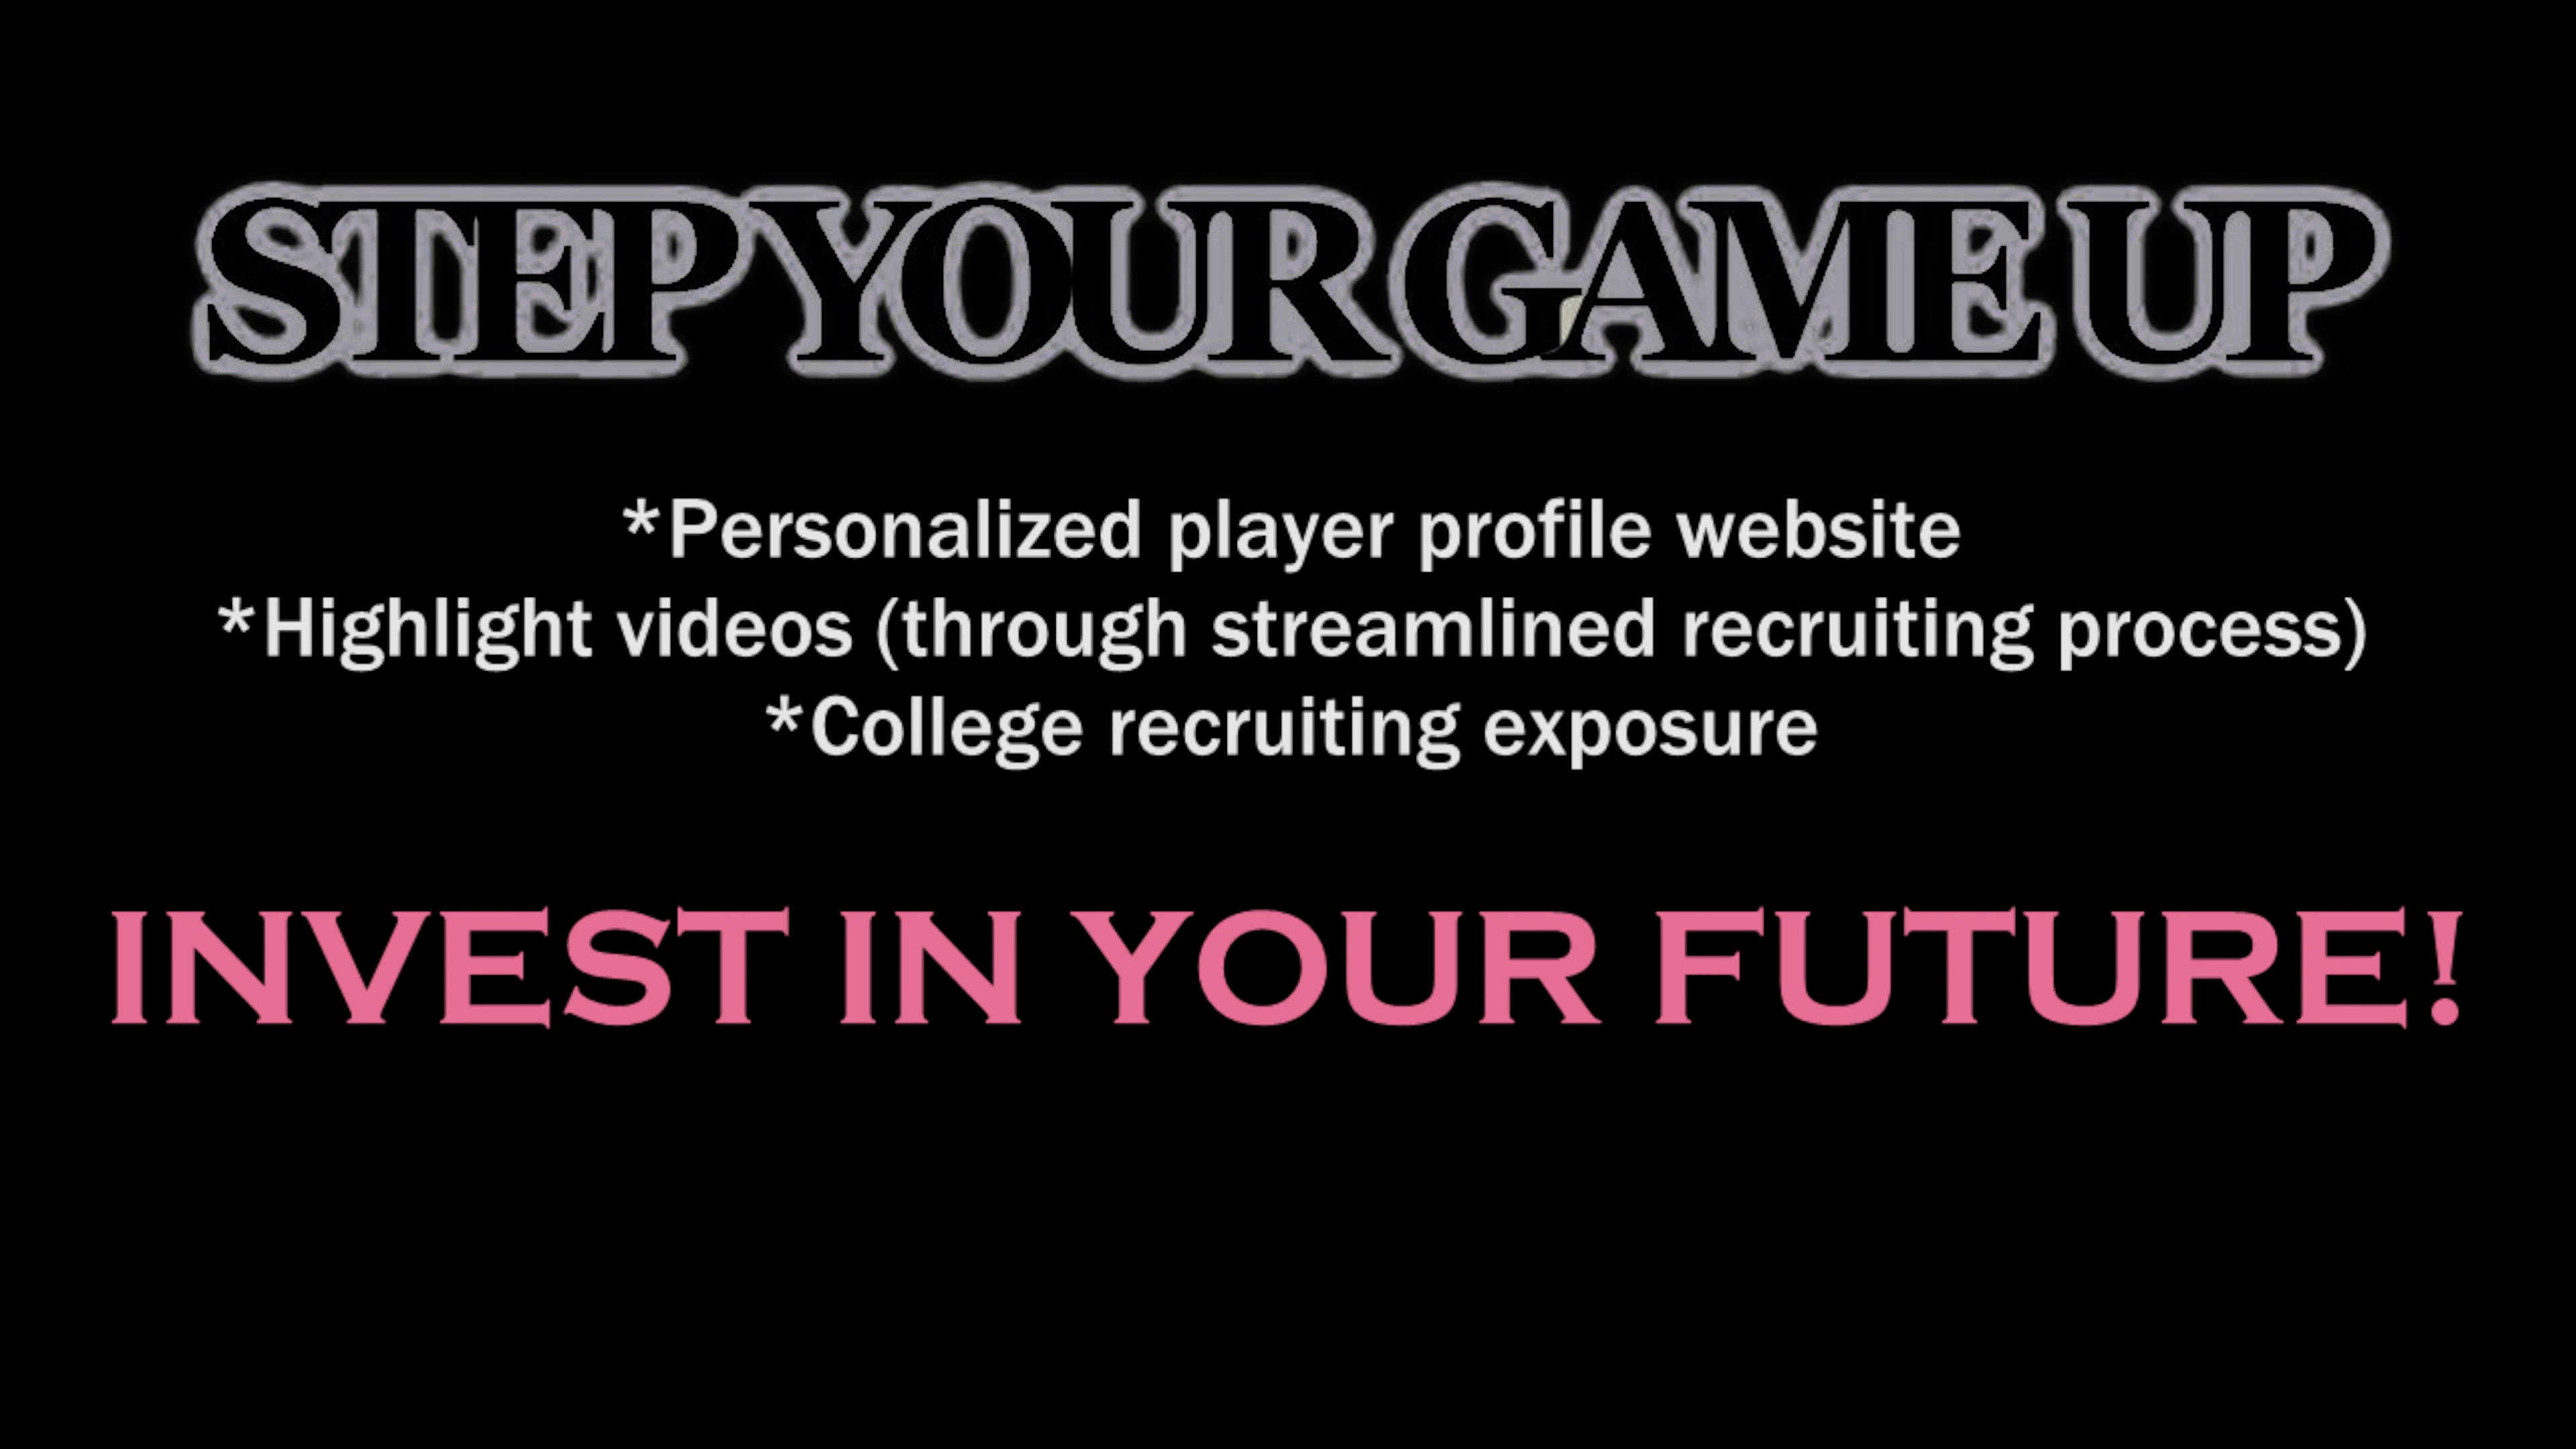 STEP YOUR GAME UP
*Personalized player profile website
*Highlight videos (through streamlined recruiting process)
*College recruiting exposure
INVEST IN YOUR FUTURE!